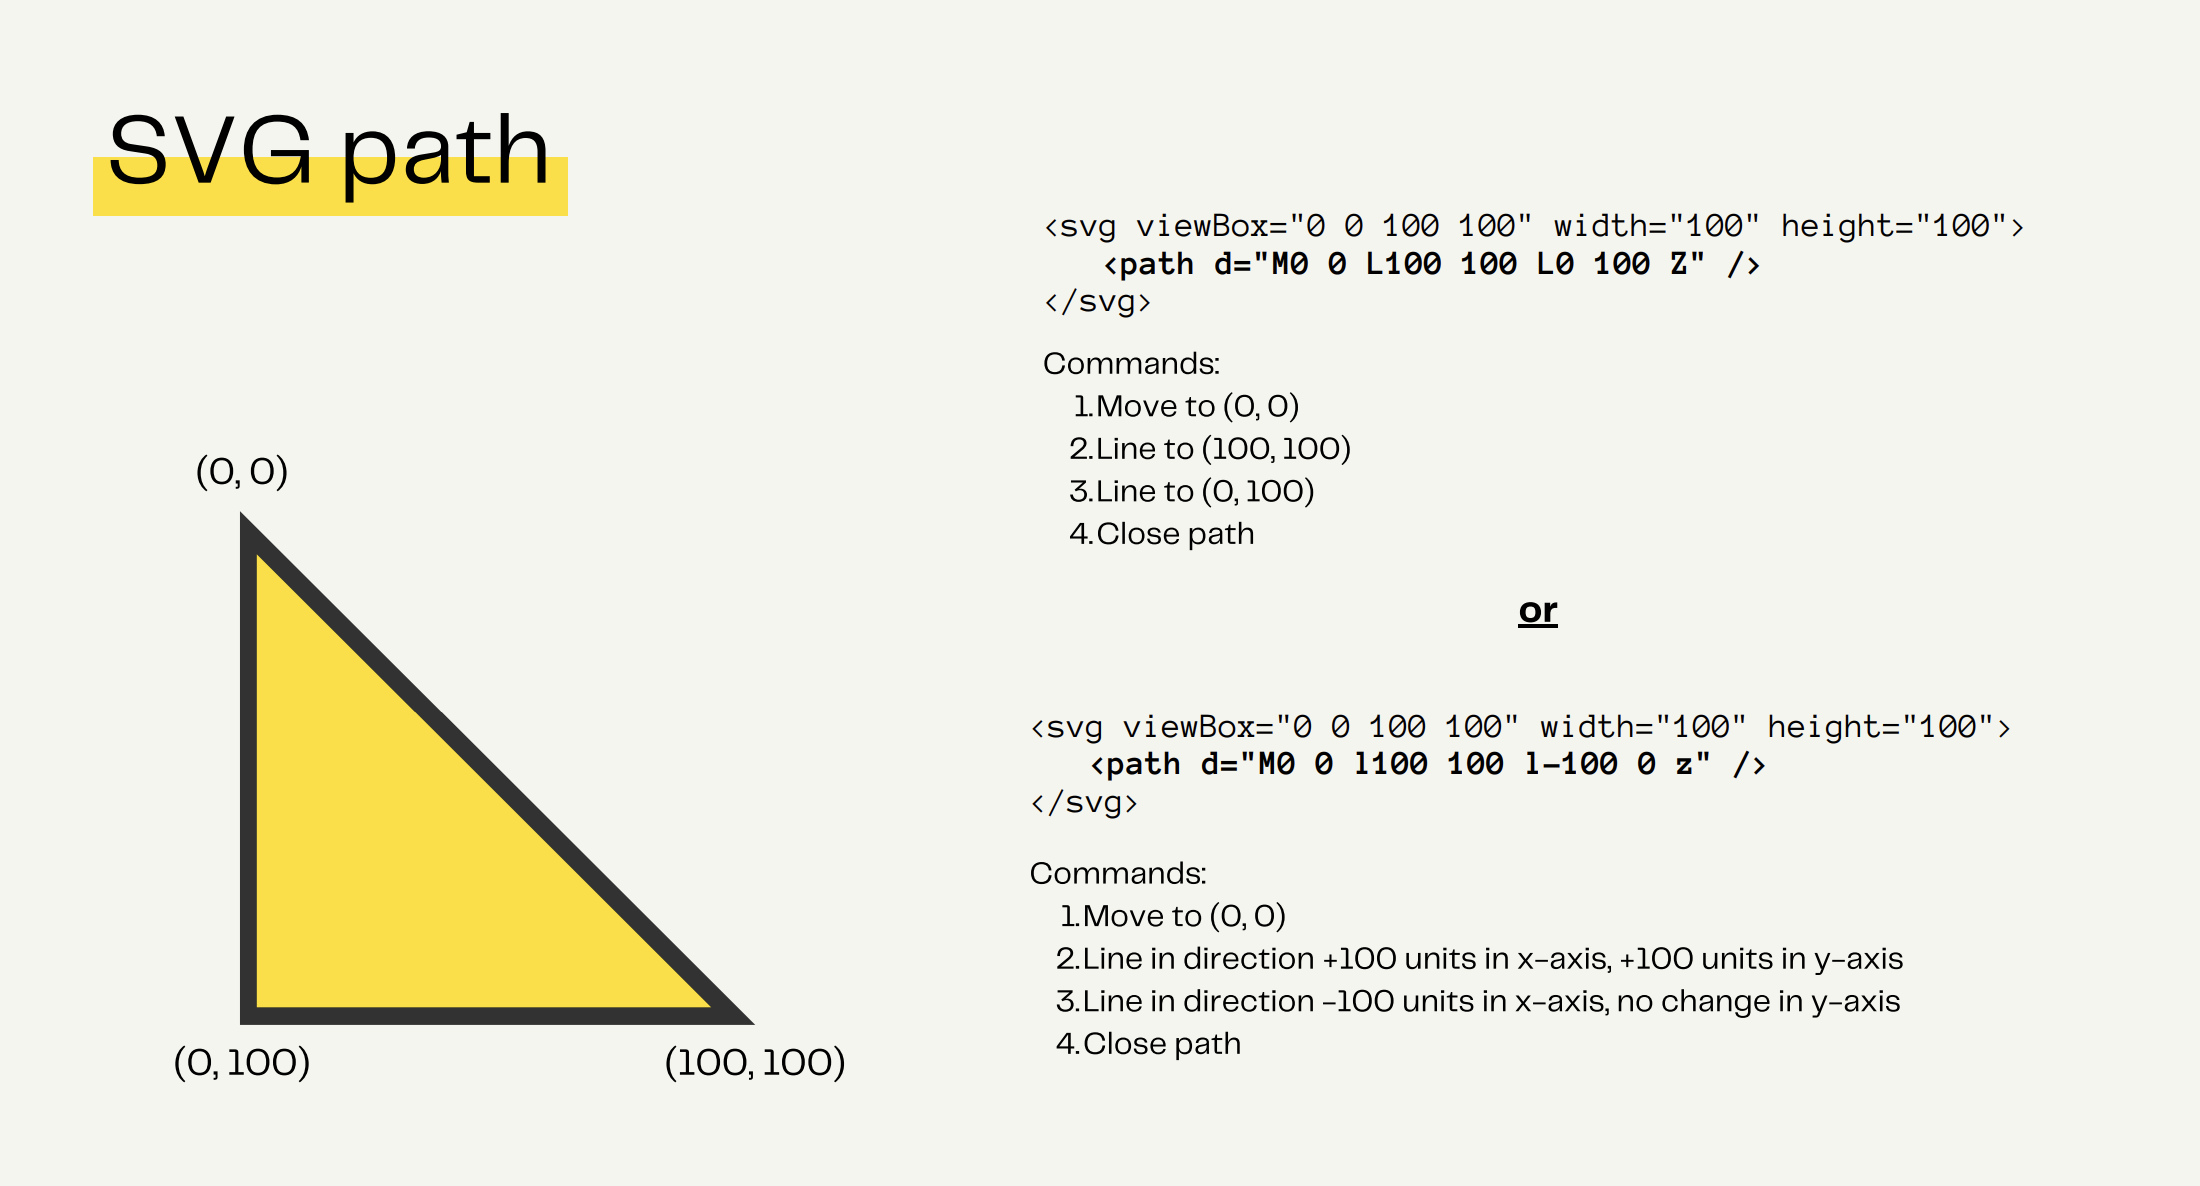 SVG path
<svg viewBox="0 0 100 100" width="100" height="100">
<path d="M0 0 L100 100 L0 100 Z" />
</svg>
Commands:
1.Move to (0, 0)
2.Line to (100, 100)
3.Line to (0, 100)
4.Close path
or
<svg viewBox="0 0 100 100" width="100" height="100">
<path d="M0 0 l100 100 l-100 0 z" />
</svg>
Commands:
1.Move to (0, 0)
2.Line in direction +100 units in x-axis, +100 units in y-axis
3.Line in direction -100 units in x-axis, no change in y-axis
4.Close path
(0, 0)
(0, 100)
(100, 100)